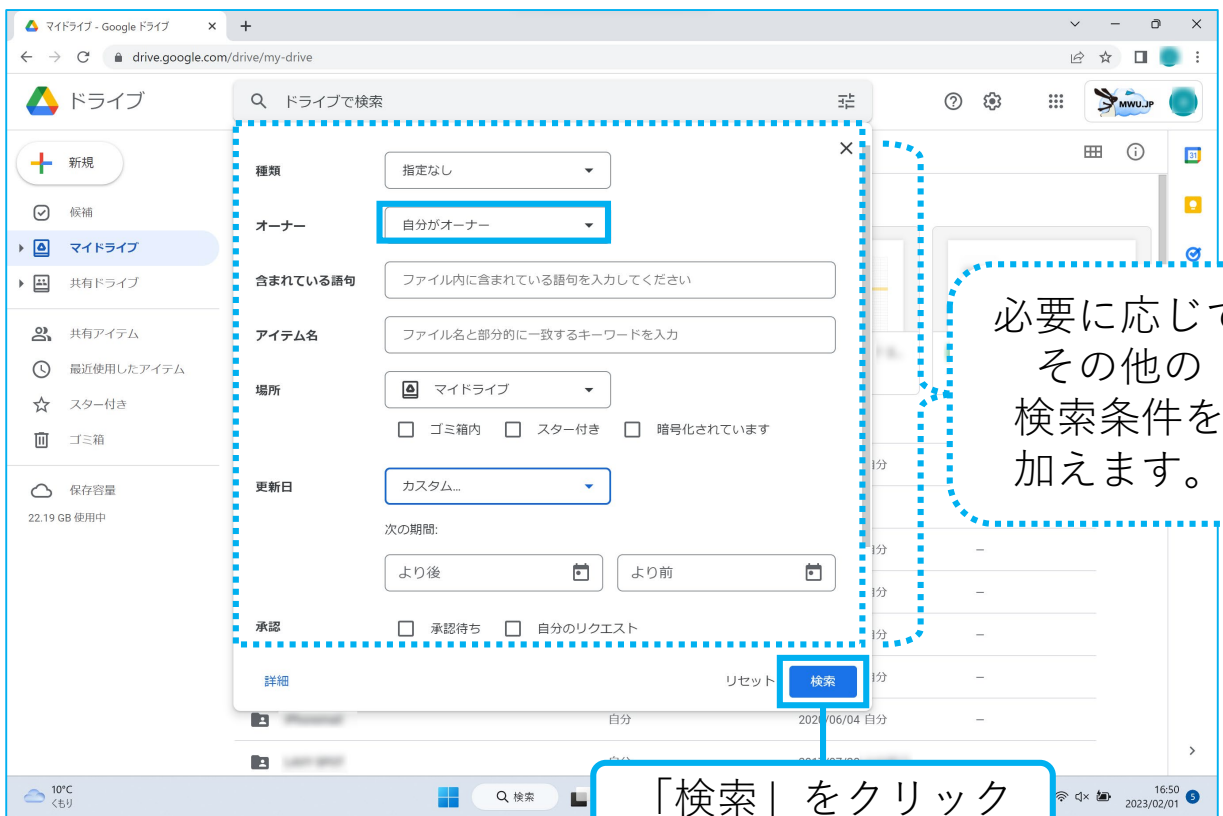 マイドライブ - Google ドライブ
drive.google.com/drive/my-drive
ドライブ
ドライブで検索
MWU.JP
新規
候補
マイドライブ
共有ドライブ
共有アイテム
最近使用したアイテム
スター付き
ゴミ箱
保存容量
22.19 GB 使用中
種類
指定なし
オーナー
自分がオーナー
含まれている語句
ファイル内に含まれている語句を入力してください
アイテム名
ファイル名と部分的に一致するキーワードを入力
場所
マイドライブ
ゴミ箱内 スター付き 暗号化されています
更新日
カスタム...
次の期間:
より後 より前
承認
承認待ち 自分のリクエスト
詳細 リセット 検索
31
必要に応じて
その他の
検索条件を
加えます。
自分
自分 –
自分 –
自分 –
自分 –
自分 2020/06/04 自分 –
「検索」をクリック
10°C
くもり
検索
16:50
2023/02/01
5